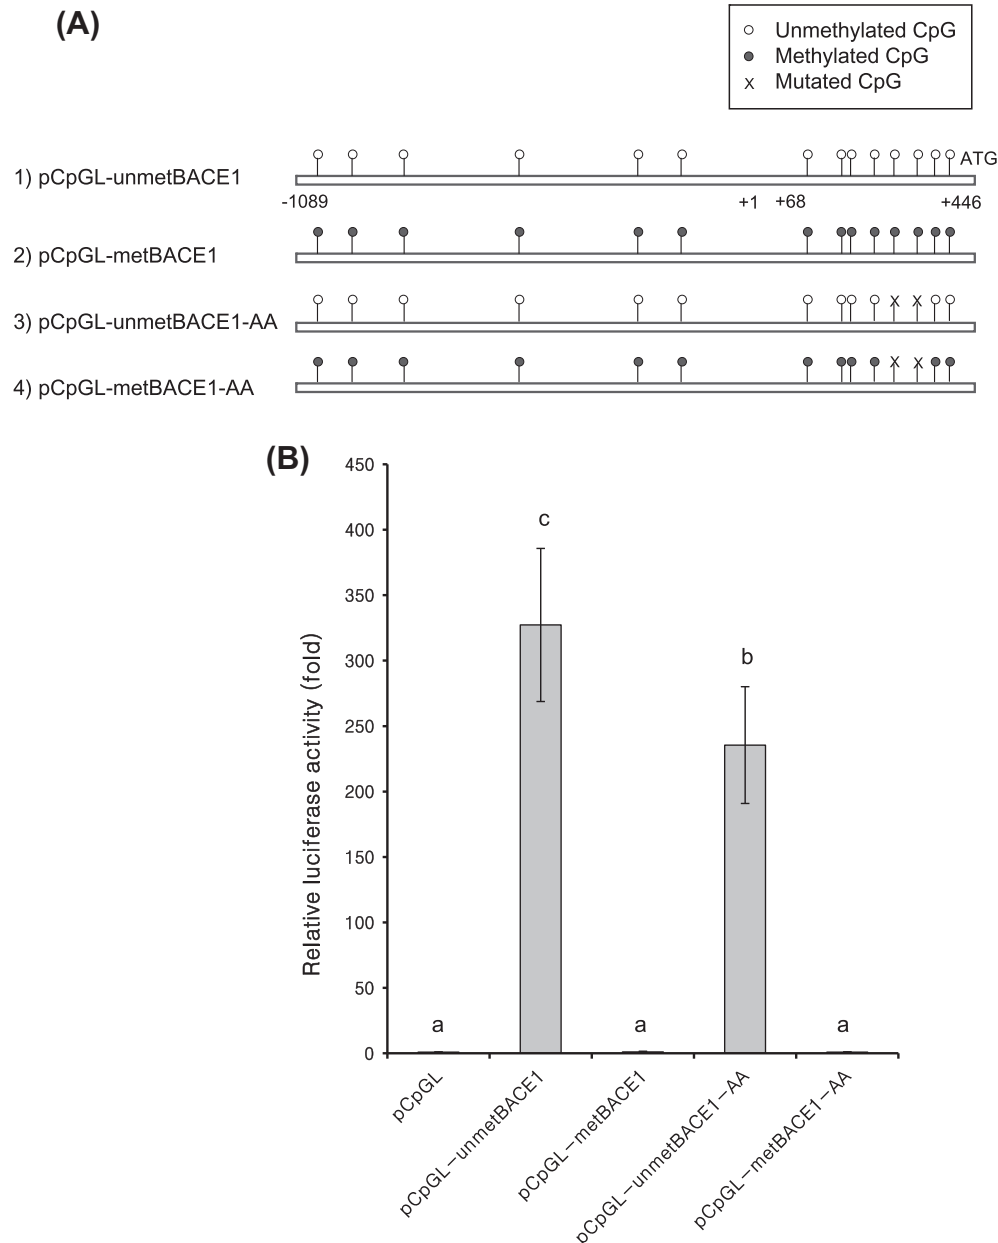 (A)
○ Unmethylated CpG
● Methylated CpG
x Mutated CpG
1) pCpGL-unmetBACE1
ATG
-1089 +1 +68 +446
2) pCpGL-metBACE1
3) pCpGL-unmetBACE1-AA
X X
4) pCpGL-metBACE1-AA
X X
(B)
Relative luciferase activity (fold)
450
400
350
300
250
200
150
100
50
0
a
c
a
b
a
pCpGL
pCpGL−unmetBACE1
pCpGL−metBACE1
pCpGL−unmetBACE1−AA
pCpGL−metBACE1−AA